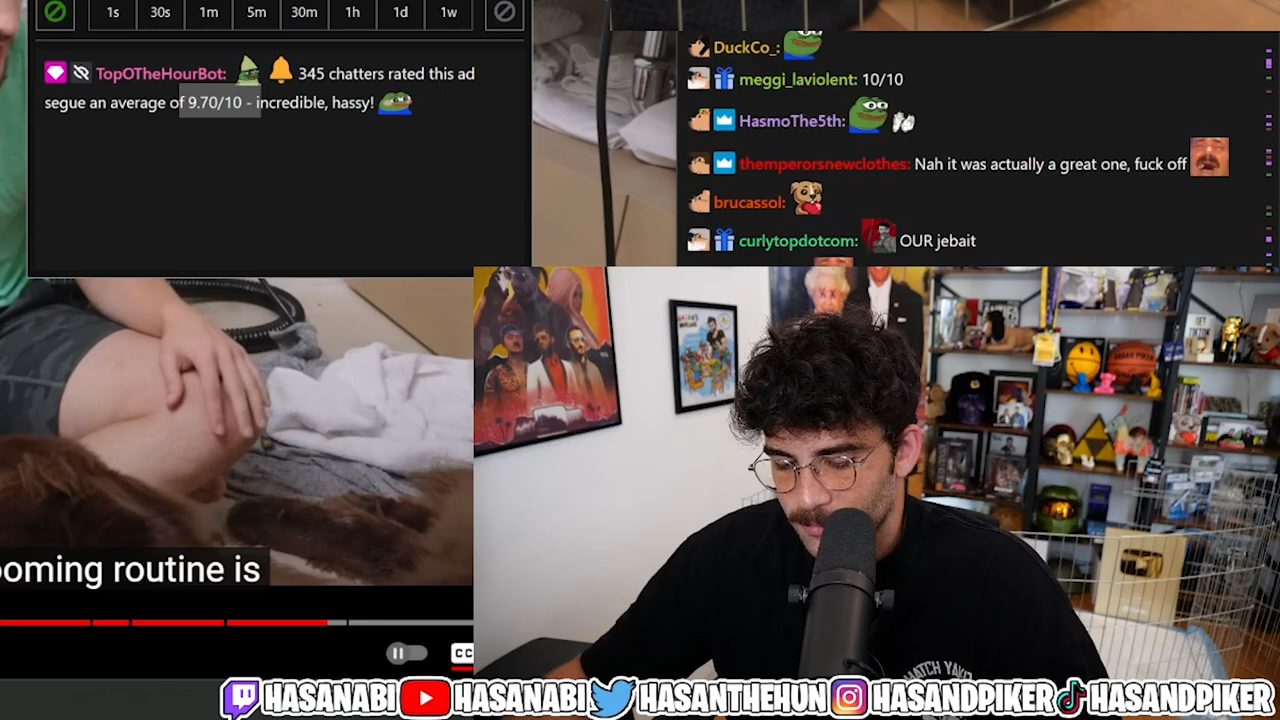 1s 30s 1m 5m 30m 1h 1d 1w
TopOTheHourBot: 345 chatters rated this ad
segue an average of 9.70/10 - incredible, hassy!
DuckCo_:
meggi_laviolent: 10/10
HasmoThe5th:
themperorsnewclothes: Nah it was actually a great one, fuck off
brucassol:
curlytopdotcom: OUR jebait
ooming routine is
CC
HASANABI HASANABI HASANTHEHUN HASANDPIKER HASANDPIKER